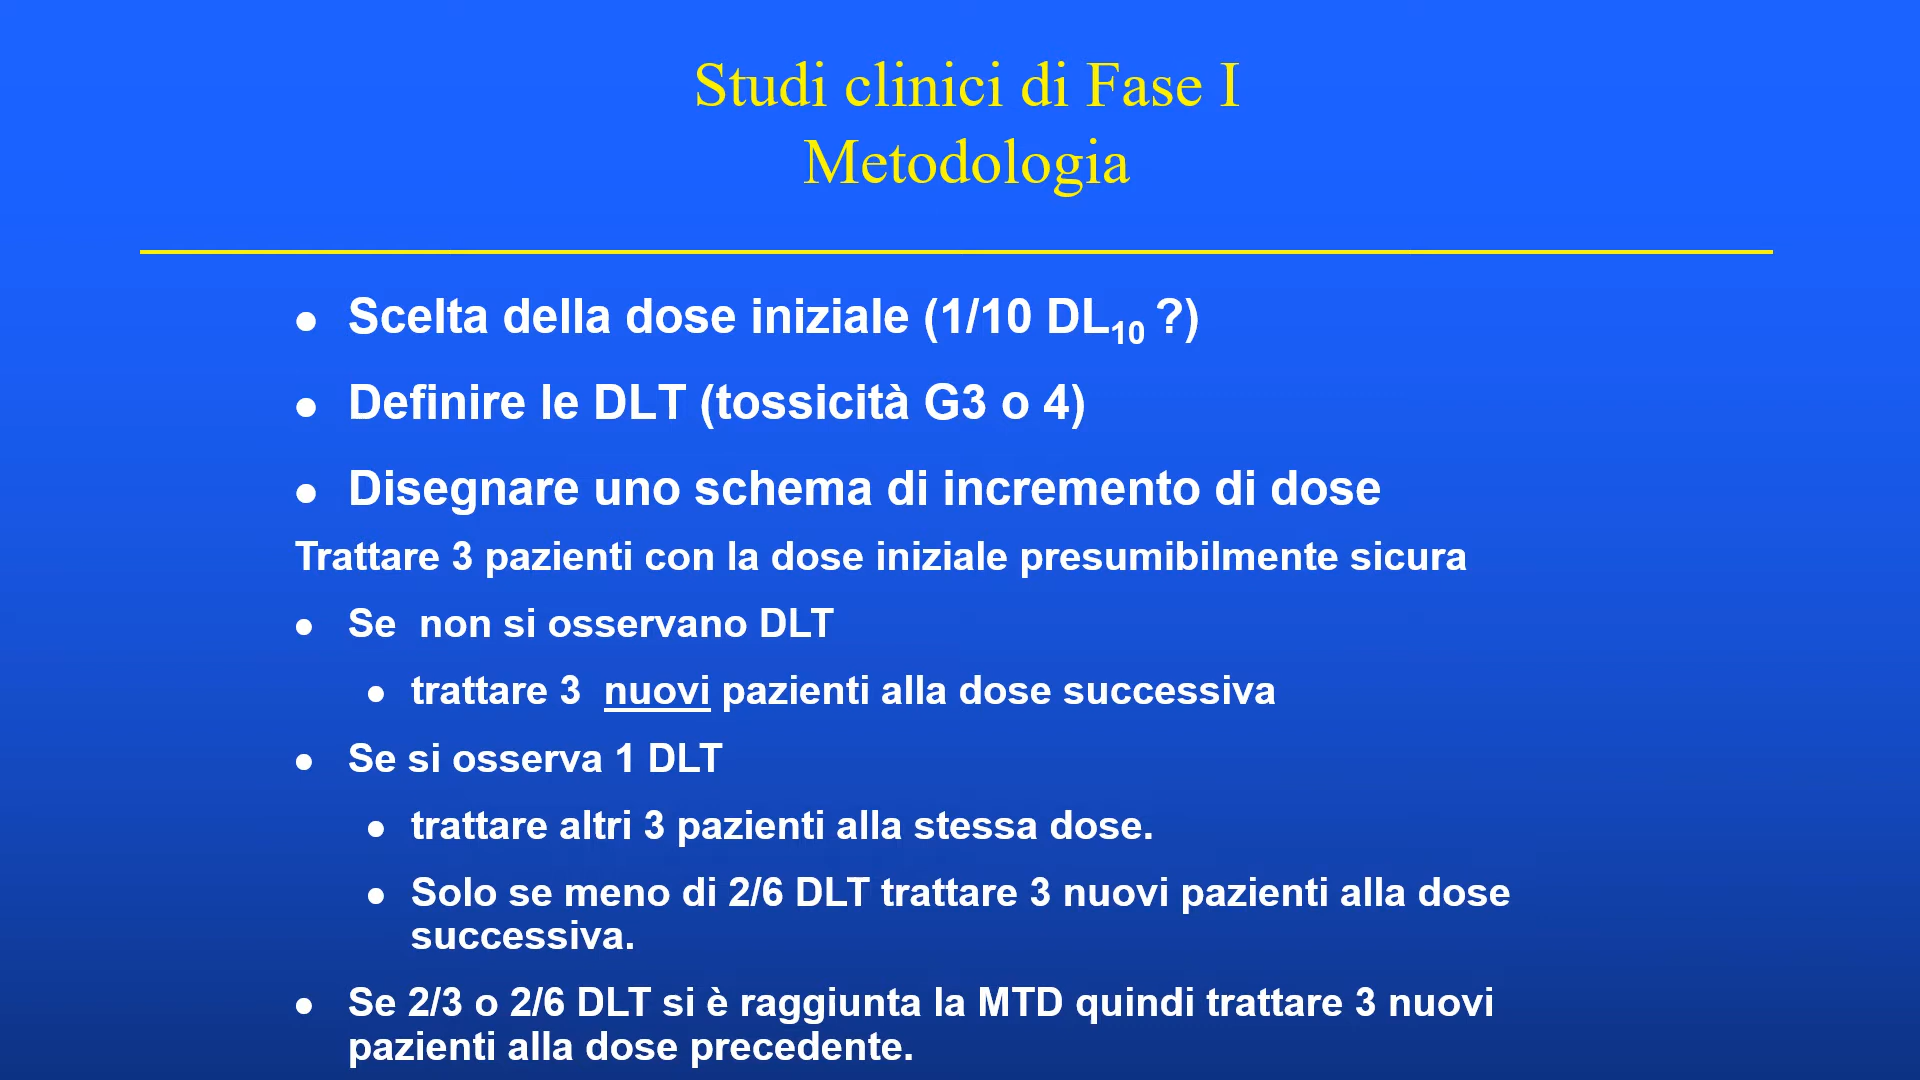 Studi clinici di Fase I
Metodologia
● Scelta della dose iniziale (1/10 DL10 ?)
● Definire le DLT (tossicità G3 o 4)
● Disegnare uno schema di incremento di dose
Trattare 3 pazienti con la dose iniziale presumibilmente sicura
● Se  non si osservano DLT
● trattare 3  nuovi pazienti alla dose successiva
● Se si osserva 1 DLT
● trattare altri 3 pazienti alla stessa dose.
● Solo se meno di 2/6 DLT trattare 3 nuovi pazienti alla dose
successiva.
● Se 2/3 o 2/6 DLT si è raggiunta la MTD quindi trattare 3 nuovi
pazienti alla dose precedente.